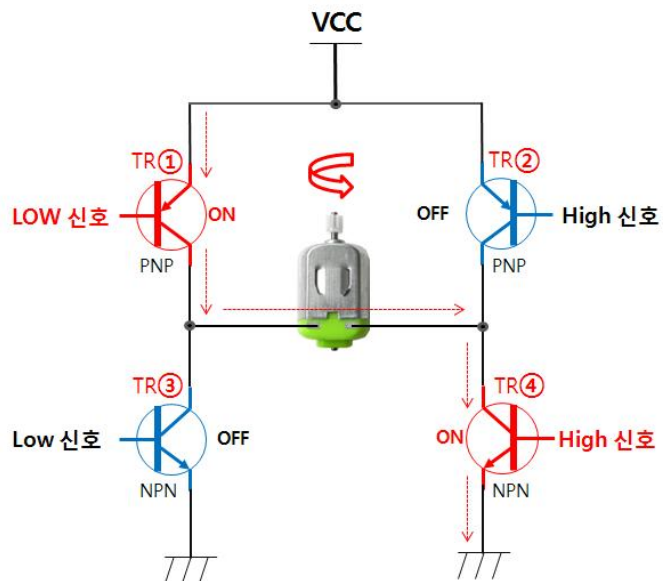 VCC
TR①
TR②
LOW 신호
ON
OFF
High 신호
PNP
PNP
TR③
TR④
Low 신호
OFF
ON
High 신호
NPN
NPN